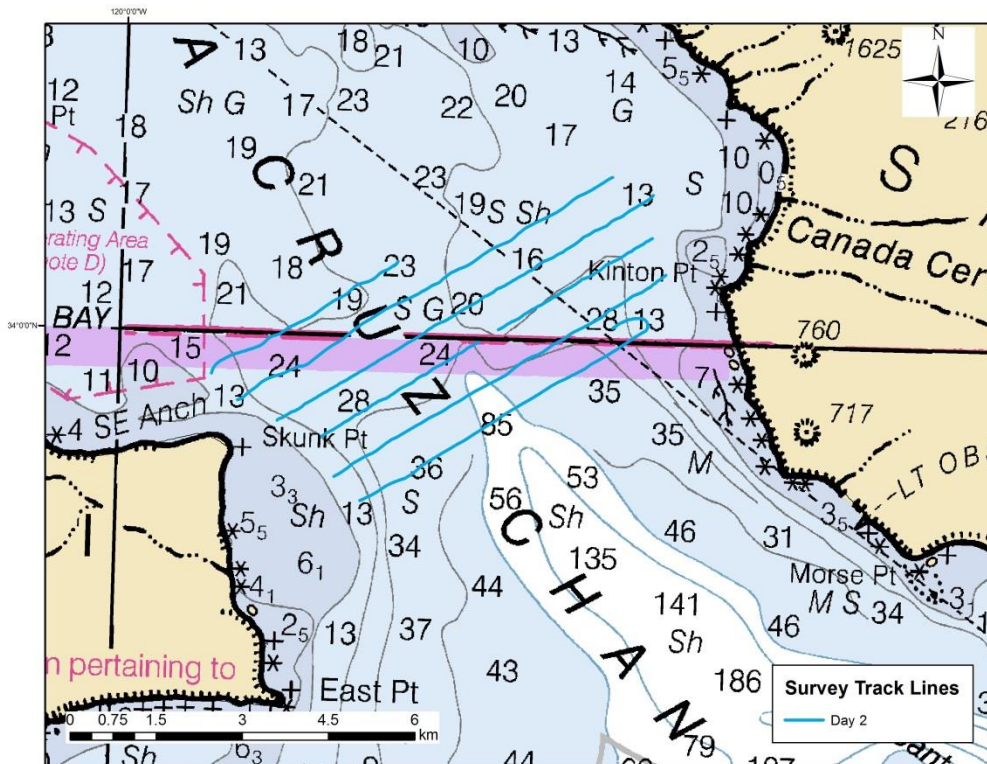 120°0'0"W
N
13 18 21 10 13 5₅ 1625
12
Pt
Sh G 17 23 22 20 14 G
18 216
19 17 10 0₅ S
A C R U Z
17 21 23 S
19 S Sh 13 10
13 S
erating Area
note D)
19 16 2₅ Canada Cer
17 18 23 Kinton Pt
12 21 19 S G 20 28 13
34°0'0"N
BAY
12 15 24 24 760
11 10 13 28 35 7
4 SE Anch
Skunk Pt 85 35 717
36 M LT OB
3₃ Sh 13 S 56 53
5₅ 34 Sh 46 31 3₅
6₁ 135
4₁ 44 Morse Pt
M S 34 3₁
2₅ 13 37 141 Sh 46
C H A N
n pertaining to
43 186
East Pt
Survey Track Lines
Day 2
0 0.75 1.5 3 4.5 6
km
79
Sh 6₃ 9 44